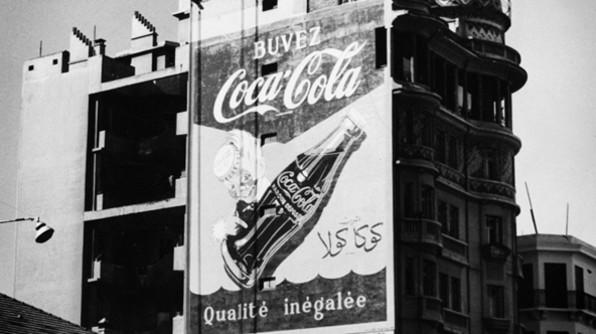 BUVEZ
Coca-Cola
Coca-Cola
كوكا كولا
Qualité inégalée